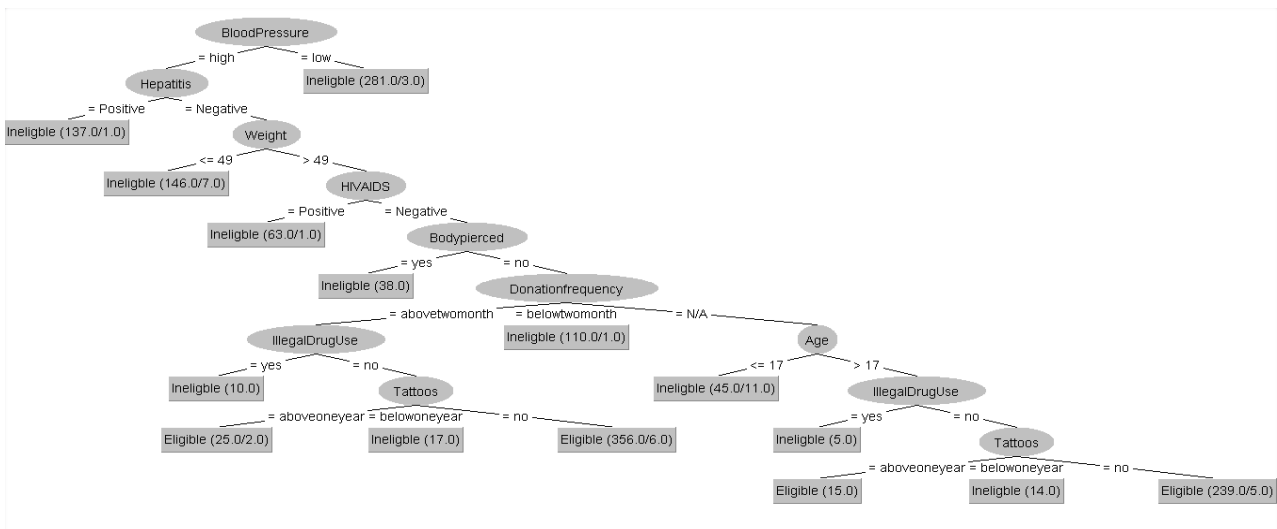 BloodPressure
= high
= low
Hepatitis
Ineligble (281.0/3.0)
= Positive
= Negative
Ineligble (137.0/1.0)
Weight
<= 49
> 49
Ineligble (146.0/7.0)
HIVAIDS
= Positive
= Negative
Ineligble (63.0/1.0)
Bodypierced
= yes
= no
Ineligble (38.0)
Donationfrequency
= abovetwomonth
= belowtwomonth
= N/A
IllegalDrugUse
Ineligble (110.0/1.0)
Age
= yes
= no
<= 17
> 17
Ineligble (10.0)
Tattoos
Ineligble (45.0/11.0)
IllegalDrugUse
= aboveoneyear
= belowoneyear
= no
= yes
= no
Eligible (25.0/2.0)
Ineligble (17.0)
Eligible (356.0/6.0)
Ineligble (5.0)
Tattoos
= aboveoneyear
= belowoneyear
= no
Eligible (15.0)
Ineligble (14.0)
Eligible (239.0/5.0)